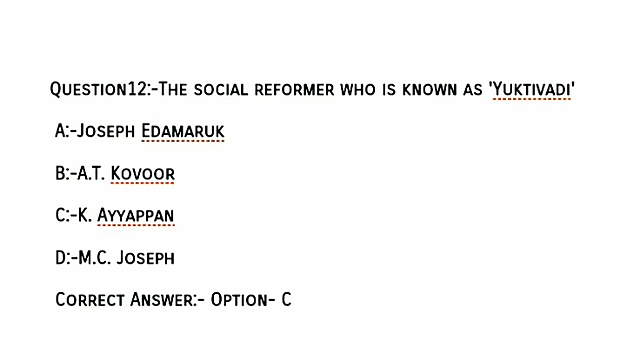 Question12:-The social reformer who is known as 'Yuktivadi'
A:-Joseph Edamaruk
B:-A.T. Kovoor
C:-K. Ayyappan
D:-M.C. Joseph
Correct Answer:- Option- C